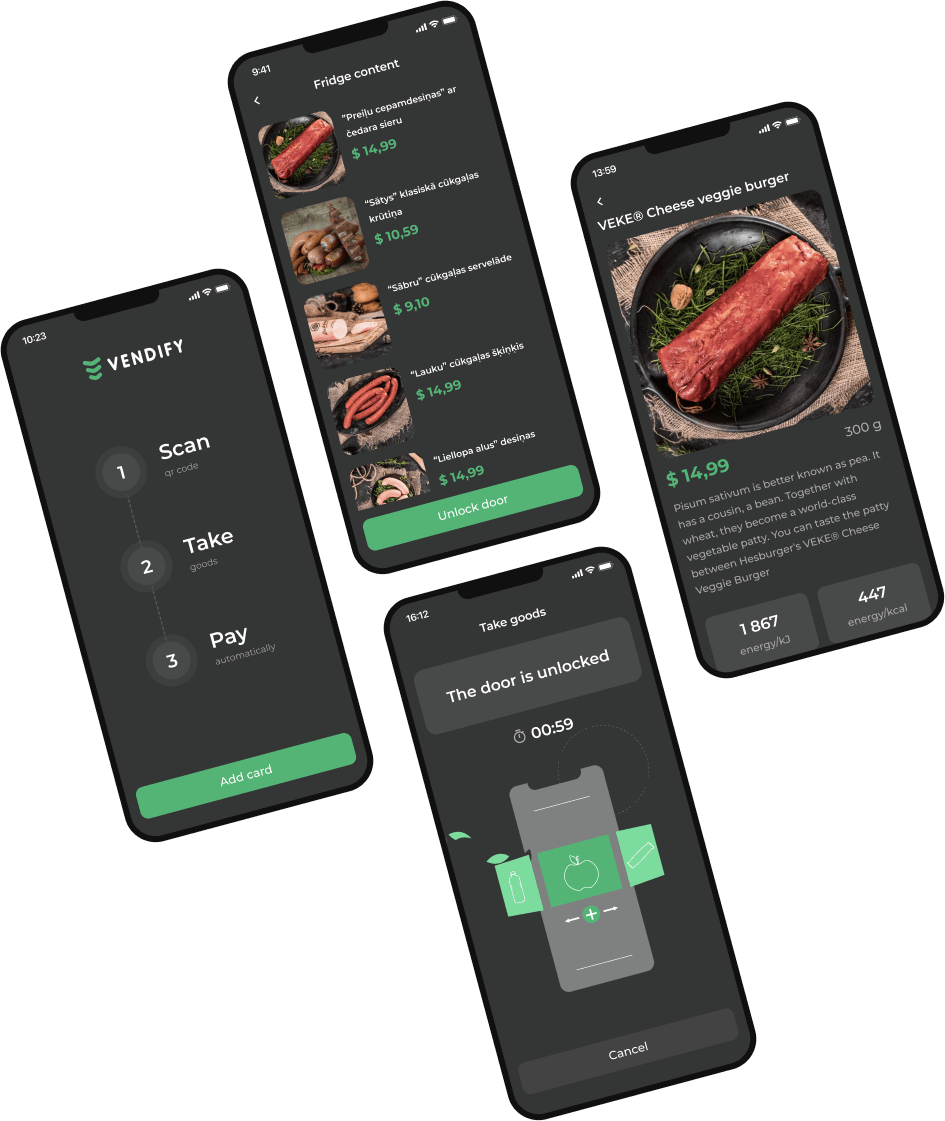 10:23
VENDIFY
1
Scan
qr code
2
Take
goods
3
Pay
automatically
Add card
9:41
Fridge content
"Preiļu cepamdesiņas" ar
čedara sieru
$ 14,99
"Sātys" klasiskā cūkgaļas
krūtiņa
$ 10,59
"Sābru" cūkgaļas servelāde
$ 9,10
"Lauku" cūkgaļas šķiņķis
$ 14,99
"Liellopa alus" desiņas
$ 14,99
Unlock door
13:59
VEKE® Cheese veggie burger
300 g
$ 14,99
Pisum sativum is better known as pea. It
has a cousin, a bean. Together with
wheat, they become a world-class
vegetable patty. You can taste the patty
between Hesburger's VEKE® Cheese
Veggie Burger
1 867
energy/kJ
447
energy/kcal
16:12
Take goods
The door is unlocked
00:59
Cancel